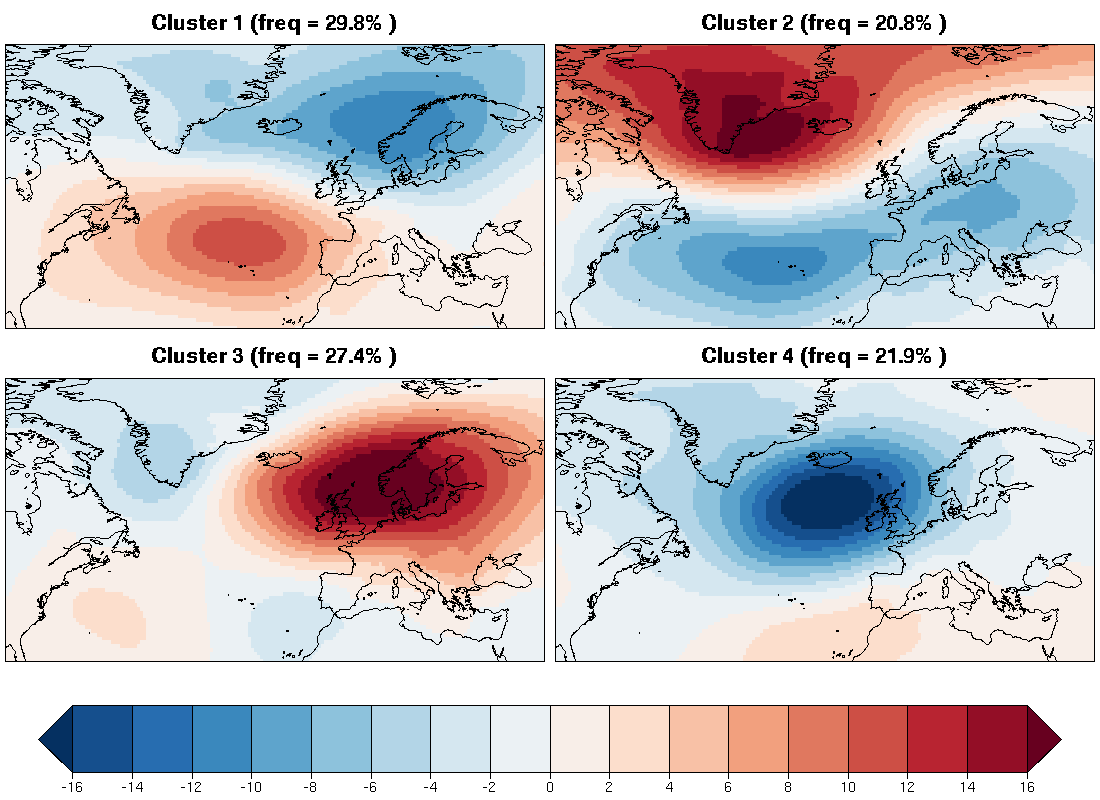 Cluster 1 (freq = 29.8% )
Cluster 2 (freq = 20.8% )
Cluster 3 (freq = 27.4% )
Cluster 4 (freq = 21.9% )
-16 -14 -12 -10 -8 -6 -4 -2 0 2 4 6 8 10 12 14 16